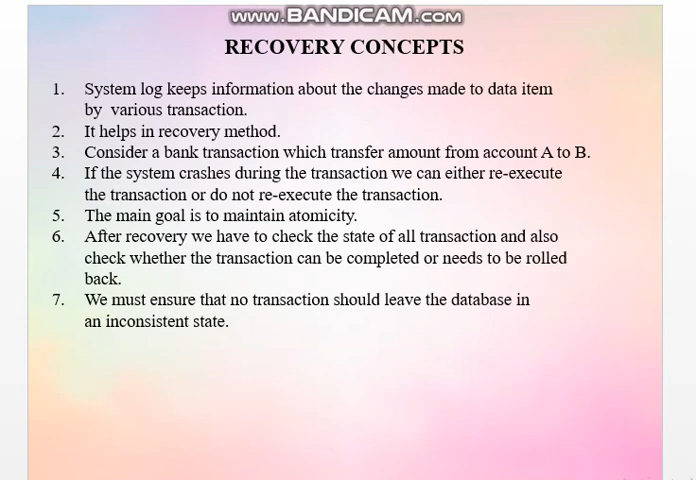 www.BANDICAM.com
RECOVERY CONCEPTS
1. System log keeps information about the changes made to data item
by various transaction.
2. It helps in recovery method.
3. Consider a bank transaction which transfer amount from account A to B.
4. If the system crashes during the transaction we can either re-execute
the transaction or do not re-execute the transaction.
5. The main goal is to maintain atomicity.
6. After recovery we have to check the state of all transaction and also
check whether the transaction can be completed or needs to be rolled
back.
7. We must ensure that no transaction should leave the database in
an inconsistent state.